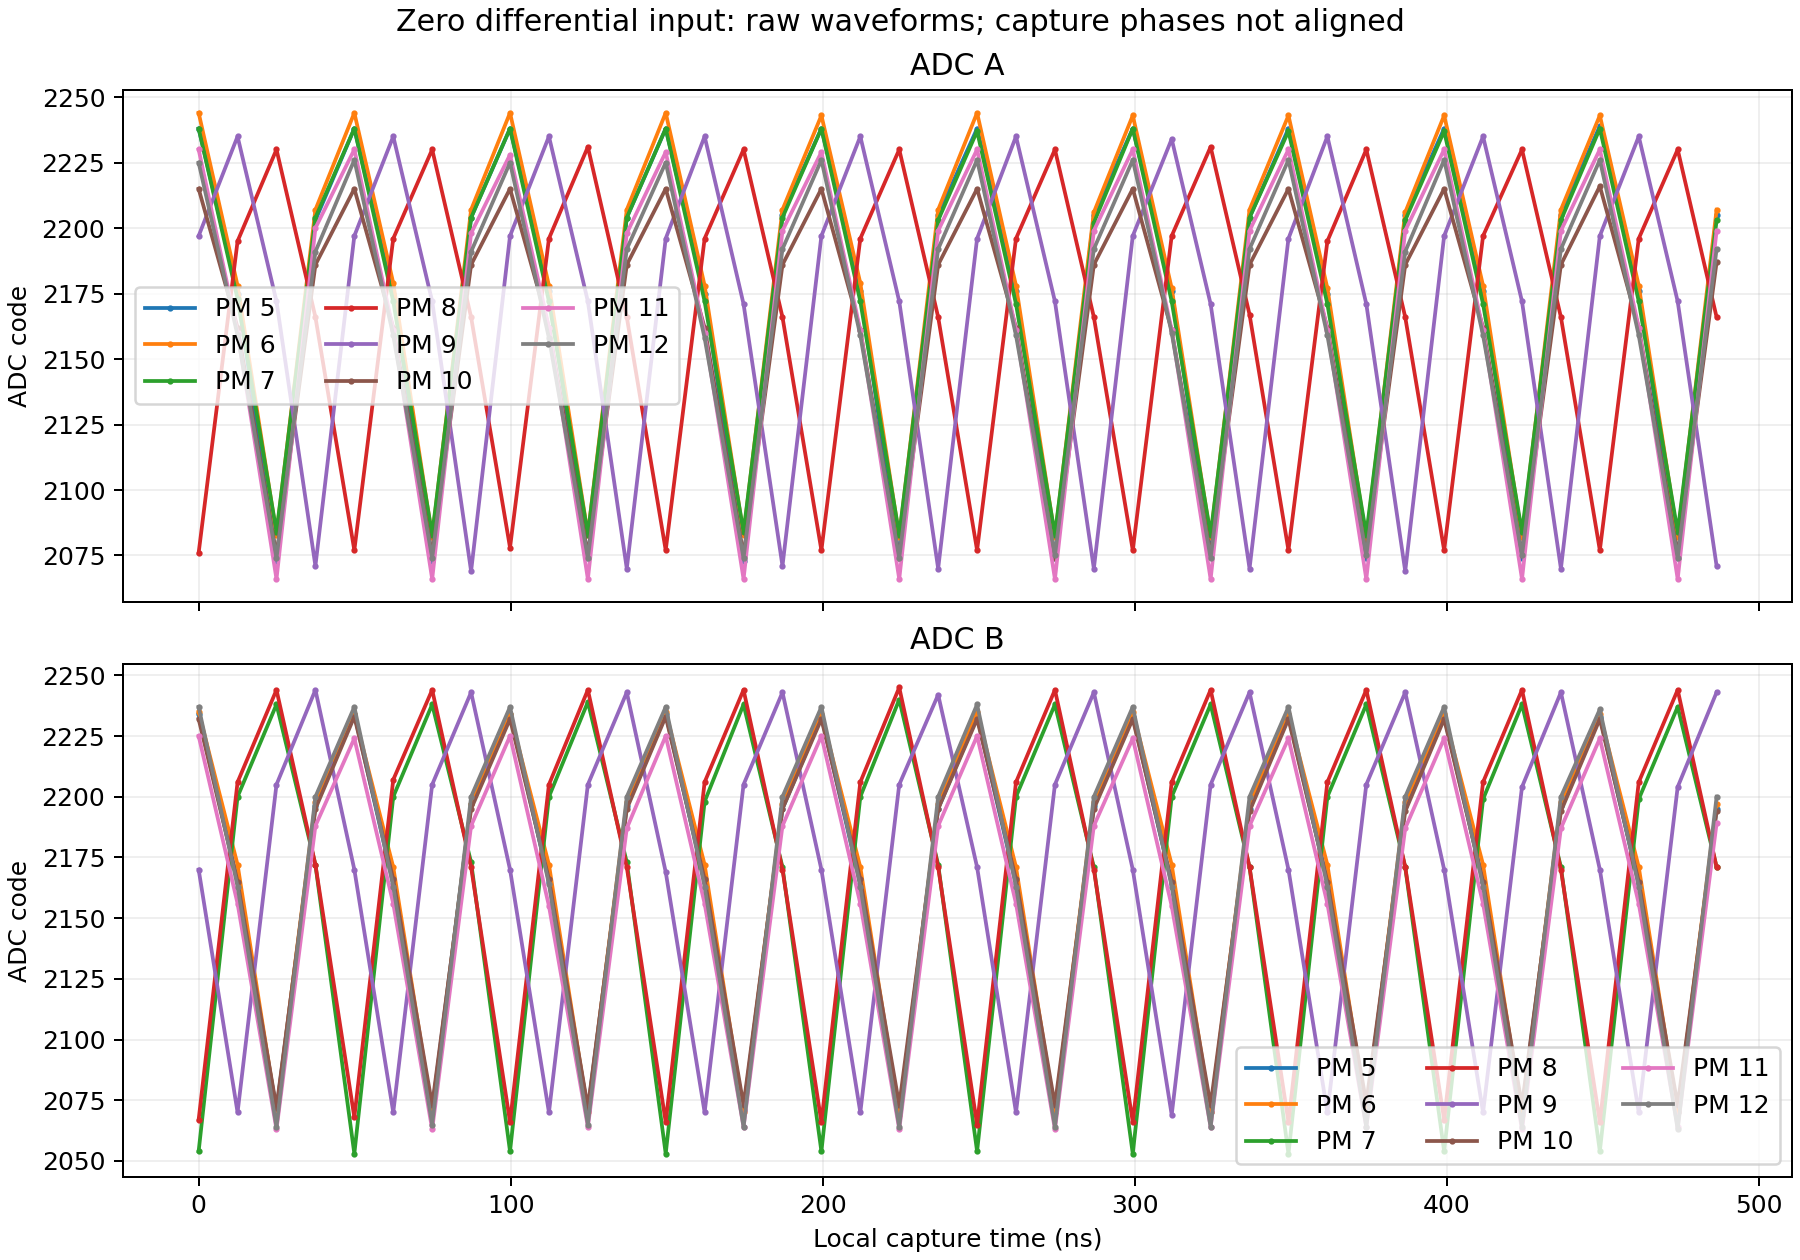 Zero differential input: raw waveforms; capture phases not aligned
ADC A
2250
2225
2200
2175
2150
2125
2100
2075
ADC code
PM 5 PM 8 PM 11
PM 6 PM 9 PM 12
PM 7 PM 10
ADC B
2250
2225
2200
2175
2150
2125
2100
2075
2050
ADC code
PM 5 PM 8 PM 11
PM 6 PM 9 PM 12
PM 7 PM 10
0 100 200 300 400 500
Local capture time (ns)